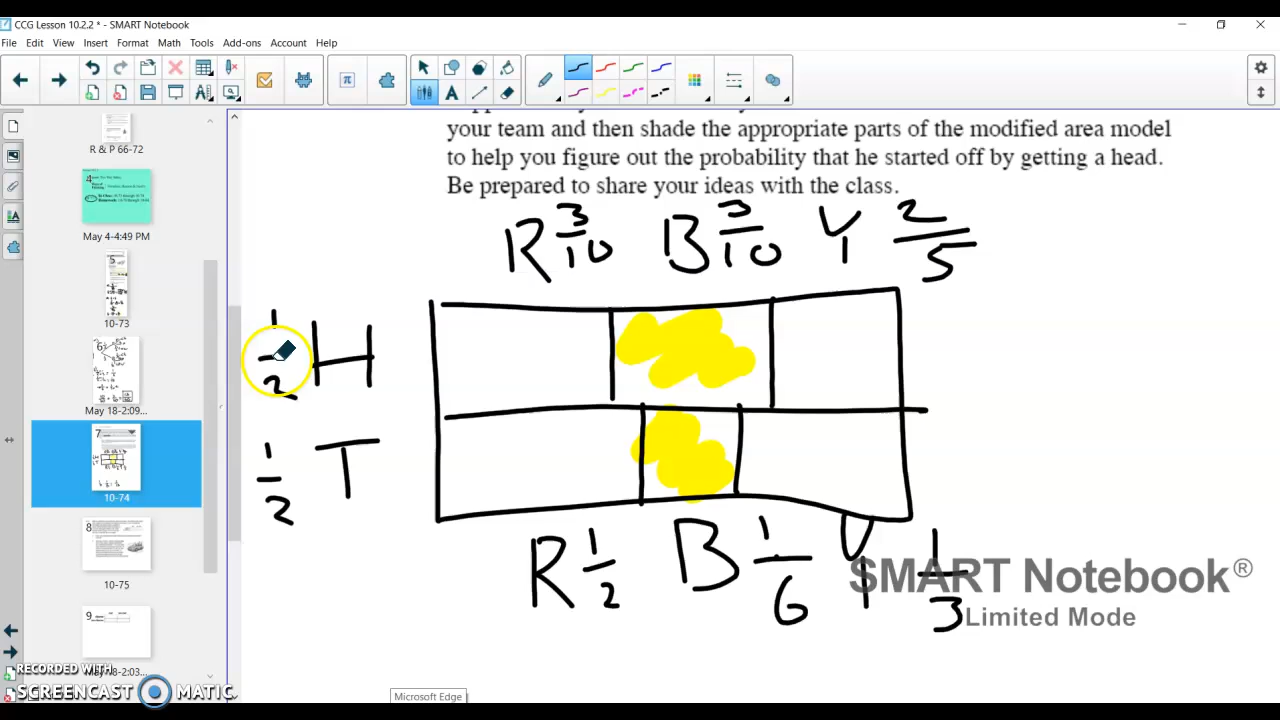 CCG Lesson 10.2.2 * - SMART Notebook
File Edit View Insert Format Math Tools Add-ons Account Help
R & P 66-72
May 4-4:49 PM
10-73
May 18-2:09...
10-74
10-75
May 18-2:03...
your team and then shade the appropriate parts of the modified area model
to help you figure out the probability that he started off by getting a head.
Be prepared to share your ideas with the class.
R 3/10 B 3/10 Y 2/5
1/2 H
1/2 T
R 1/2 B 1/6 Y 1/3
SMART Notebook®
Limited Mode
RECORDED WITH
SCREENCAST MATIC
Microsoft Edge